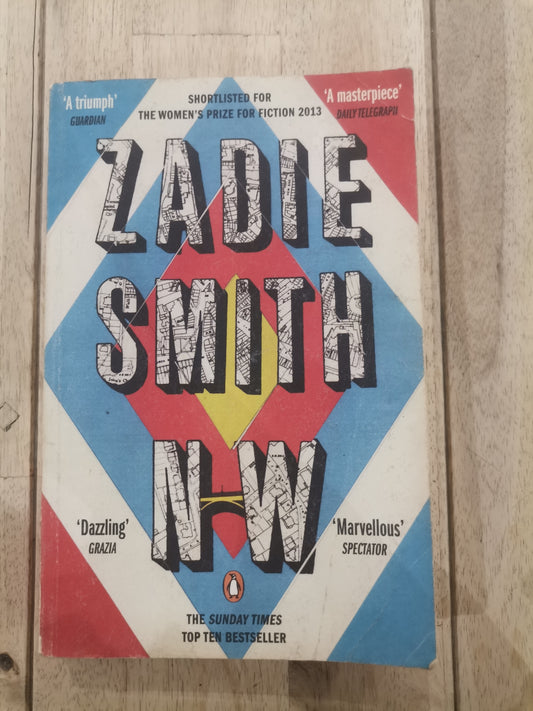 'A triumph'
GUARDIAN
SHORTLISTED FOR
THE WOMEN'S PRIZE FOR FICTION 2013
'A masterpiece'
DAILY TELEGRAPH
ZADIE
SMITH
NW
'Dazzling'
GRAZIA
'Marvellous'
SPECTATOR
THE SUNDAY TIMES
TOP TEN BESTSELLER